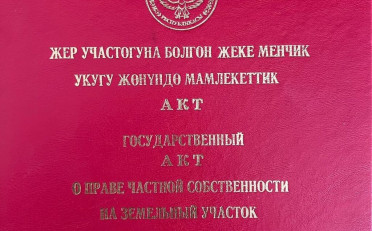 ЖЕР УЧАСТОГУНА БОЛГОН ЖЕКЕ МЕНЧИК
УКУГУ ЖӨНҮНДӨ МАМЛЕКЕТТИК
АКТ
ГОСУДАРСТВЕННЫЙ
АКТ
О ПРАВЕ ЧАСТНОЙ СОБСТВЕННОСТИ
НА ЗЕМЕЛЬНЫЙ УЧАСТОК